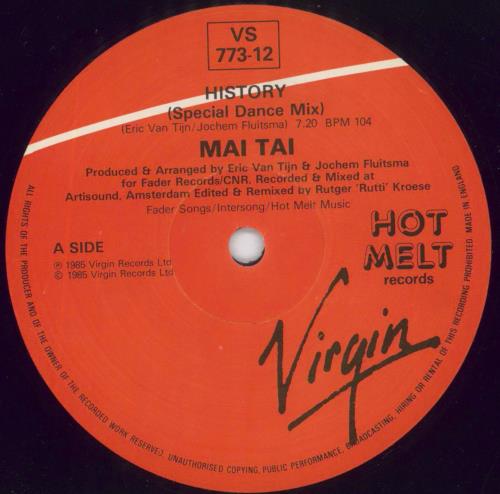 VS
773-12
HISTORY
(Special Dance Mix)
(Eric Van Tijn/Jochem Fluitsma) 7.20 BPM 104
MAI TAI
Produced & Arranged by Eric Van Tijn & Jochem Fluitsma
for Fader Records/CNR. Recorded & Mixed at
Artisound, Amsterdam Edited & Remixed by Rutger 'Rutti' Kroese
Fader Songs/Intersong/Hot Melt Music
A SIDE
℗ 1985 Virgin Records Ltd
© 1985 Virgin Records Ltd
HOT
MELT
records
Virgin
ALL RIGHTS OF THE PRODUCER AND OF THE OWNER OF THE RECORDED WORK RESERVED. UNAUTHORISED COPYING, PUBLIC PERFORMANCE, BROADCASTING, HIRING OR RENTAL OF THIS RECORDING PROHIBITED. MADE IN ENGLAND